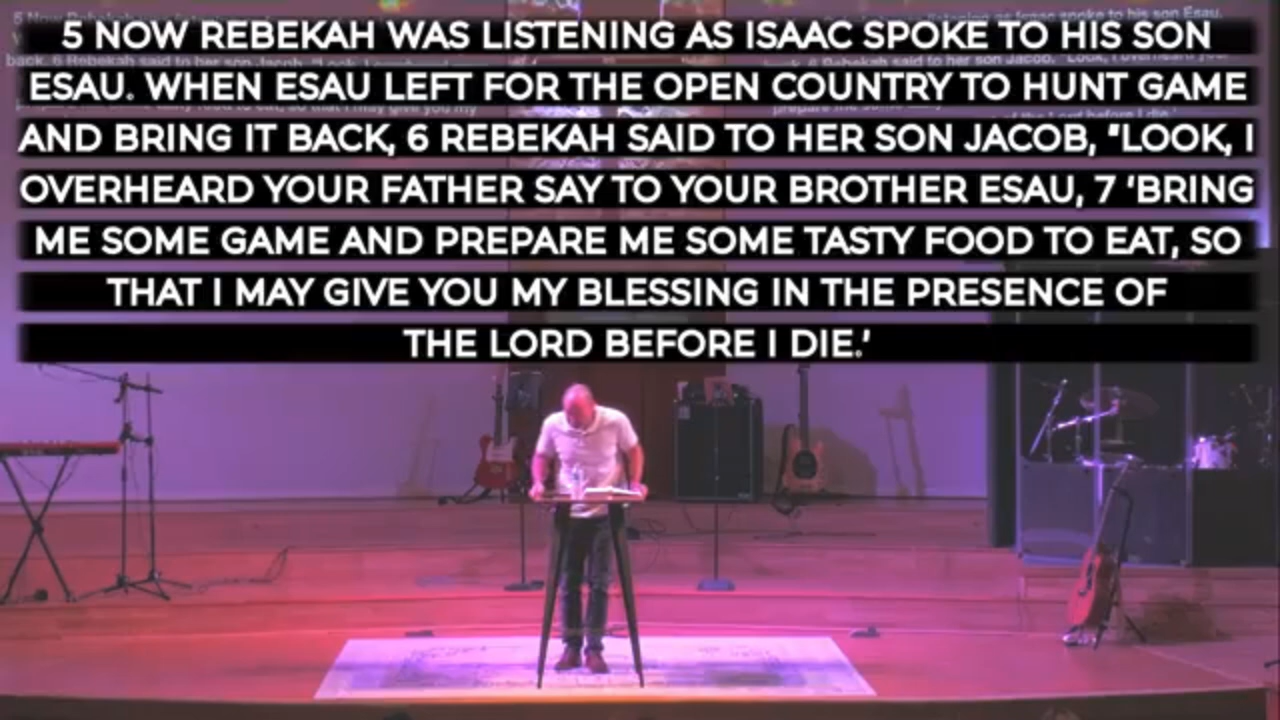 5 NOW REBEKAH WAS LISTENING AS ISAAC SPOKE TO HIS SON
ESAU. WHEN ESAU LEFT FOR THE OPEN COUNTRY TO HUNT GAME
AND BRING IT BACK, 6 REBEKAH SAID TO HER SON JACOB, "LOOK, I
OVERHEARD YOUR FATHER SAY TO YOUR BROTHER ESAU, 7 'BRING
ME SOME GAME AND PREPARE ME SOME TASTY FOOD TO EAT, SO
THAT I MAY GIVE YOU MY BLESSING IN THE PRESENCE OF
THE LORD BEFORE I DIE.'